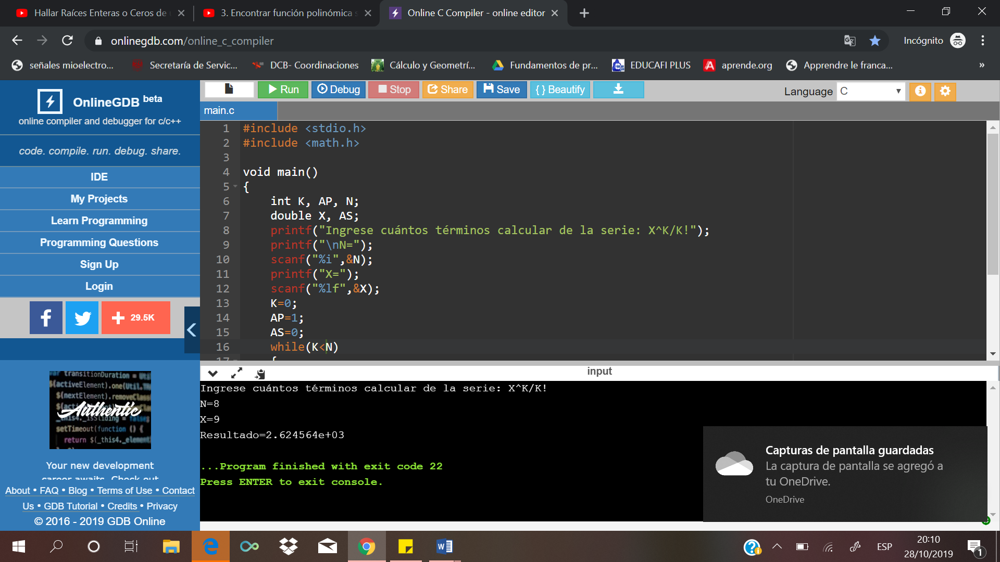 Hallar Raíces Enteras o Ceros de
3. Encontrar función polinómica
Online C Compiler - online editor
onlinegdb.com/online_c_compiler
Incógnito
señales mioelectro...
Secretaría de Servic...
DCB- Coordinaciones
Cálculo y Geometrí...
Fundamentos de pr...
EDUCAFI PLUS
aprende.org
Apprendre le franca...
»
OnlineGDB beta
online compiler and debugger for c/c++
code. compile. run. debug. share.
IDE
My Projects
Learn Programming
Programming Questions
Sign Up
Login
29.5K
var transitionDuration =
$(activeElement).one(Util.
$(nextElement).removeClass
Authentic
setTimeout(function () {
return $(_this4._element
Your new development
career awaits. Check out
About • FAQ • Blog • Terms of Use • Contact
Us • GDB Tutorial • Credits • Privacy
© 2016 - 2019 GDB Online
Run
Debug
Stop
Share
Save
{ } Beautify
Language C
main.c
1 #include <stdio.h>
2 #include <math.h>
3
4 void main()
5 {
6 int K, AP, N;
7 double X, AS;
8 printf("Ingrese cuántos términos calcular de la serie: X^K/K!");
9 printf("\nN=");
10 scanf("%i",&N);
11 printf("X=");
12 scanf("%lf",&X);
13 K=0;
14 AP=1;
15 AS=0;
16 while(K<N)
17 {
input
Ingrese cuántos términos calcular de la serie: X^K/K!
N=8
X=9
Resultado=2.624564e+03
...Program finished with exit code 22
Press ENTER to exit console.
Capturas de pantalla guardadas
La captura de pantalla se agregó a
tu OneDrive.
OneDrive
ESP
20:10
28/10/2019
1